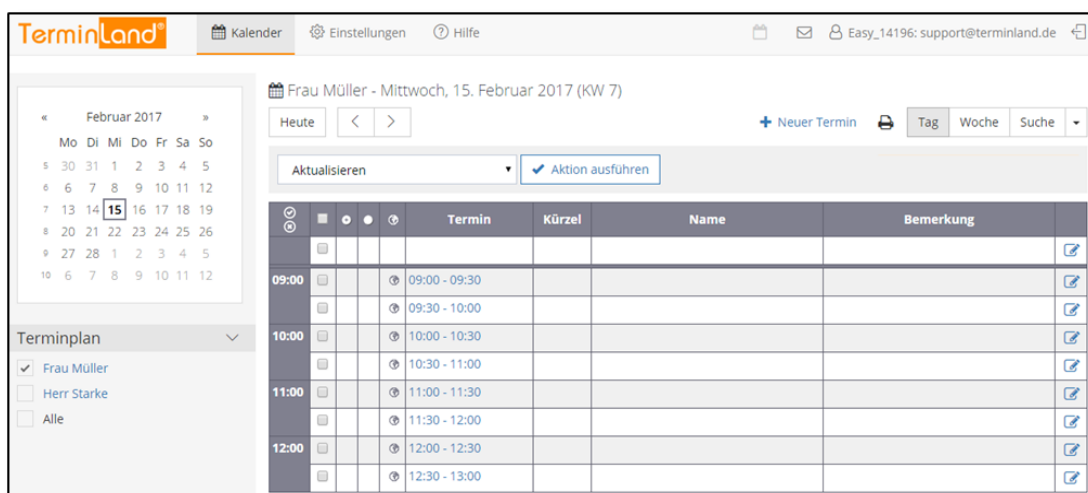 TerminLand®
Kalender
Einstellungen
Hilfe
Easy_14196: support@terminland.de
« Februar 2017 »
Mo Di Mi Do Fr Sa So
5 30 31 1 2 3 4 5
6 6 7 8 9 10 11 12
7 13 14 15 16 17 18 19
8 20 21 22 23 24 25 26
9 27 28 1 2 3 4 5
10 6 7 8 9 10 11 12
Terminplan
Frau Müller
Herr Starke
Alle
Frau Müller - Mittwoch, 15. Februar 2017 (KW 7)
Heute < >
+ Neuer Termin
Tag Woche Suche
Aktualisieren
Aktion ausführen
Termin Kürzel Name Bemerkung
09:00 09:00 - 09:30
09:30 - 10:00
10:00 10:00 - 10:30
10:30 - 11:00
11:00 11:00 - 11:30
11:30 - 12:00
12:00 12:00 - 12:30
12:30 - 13:00